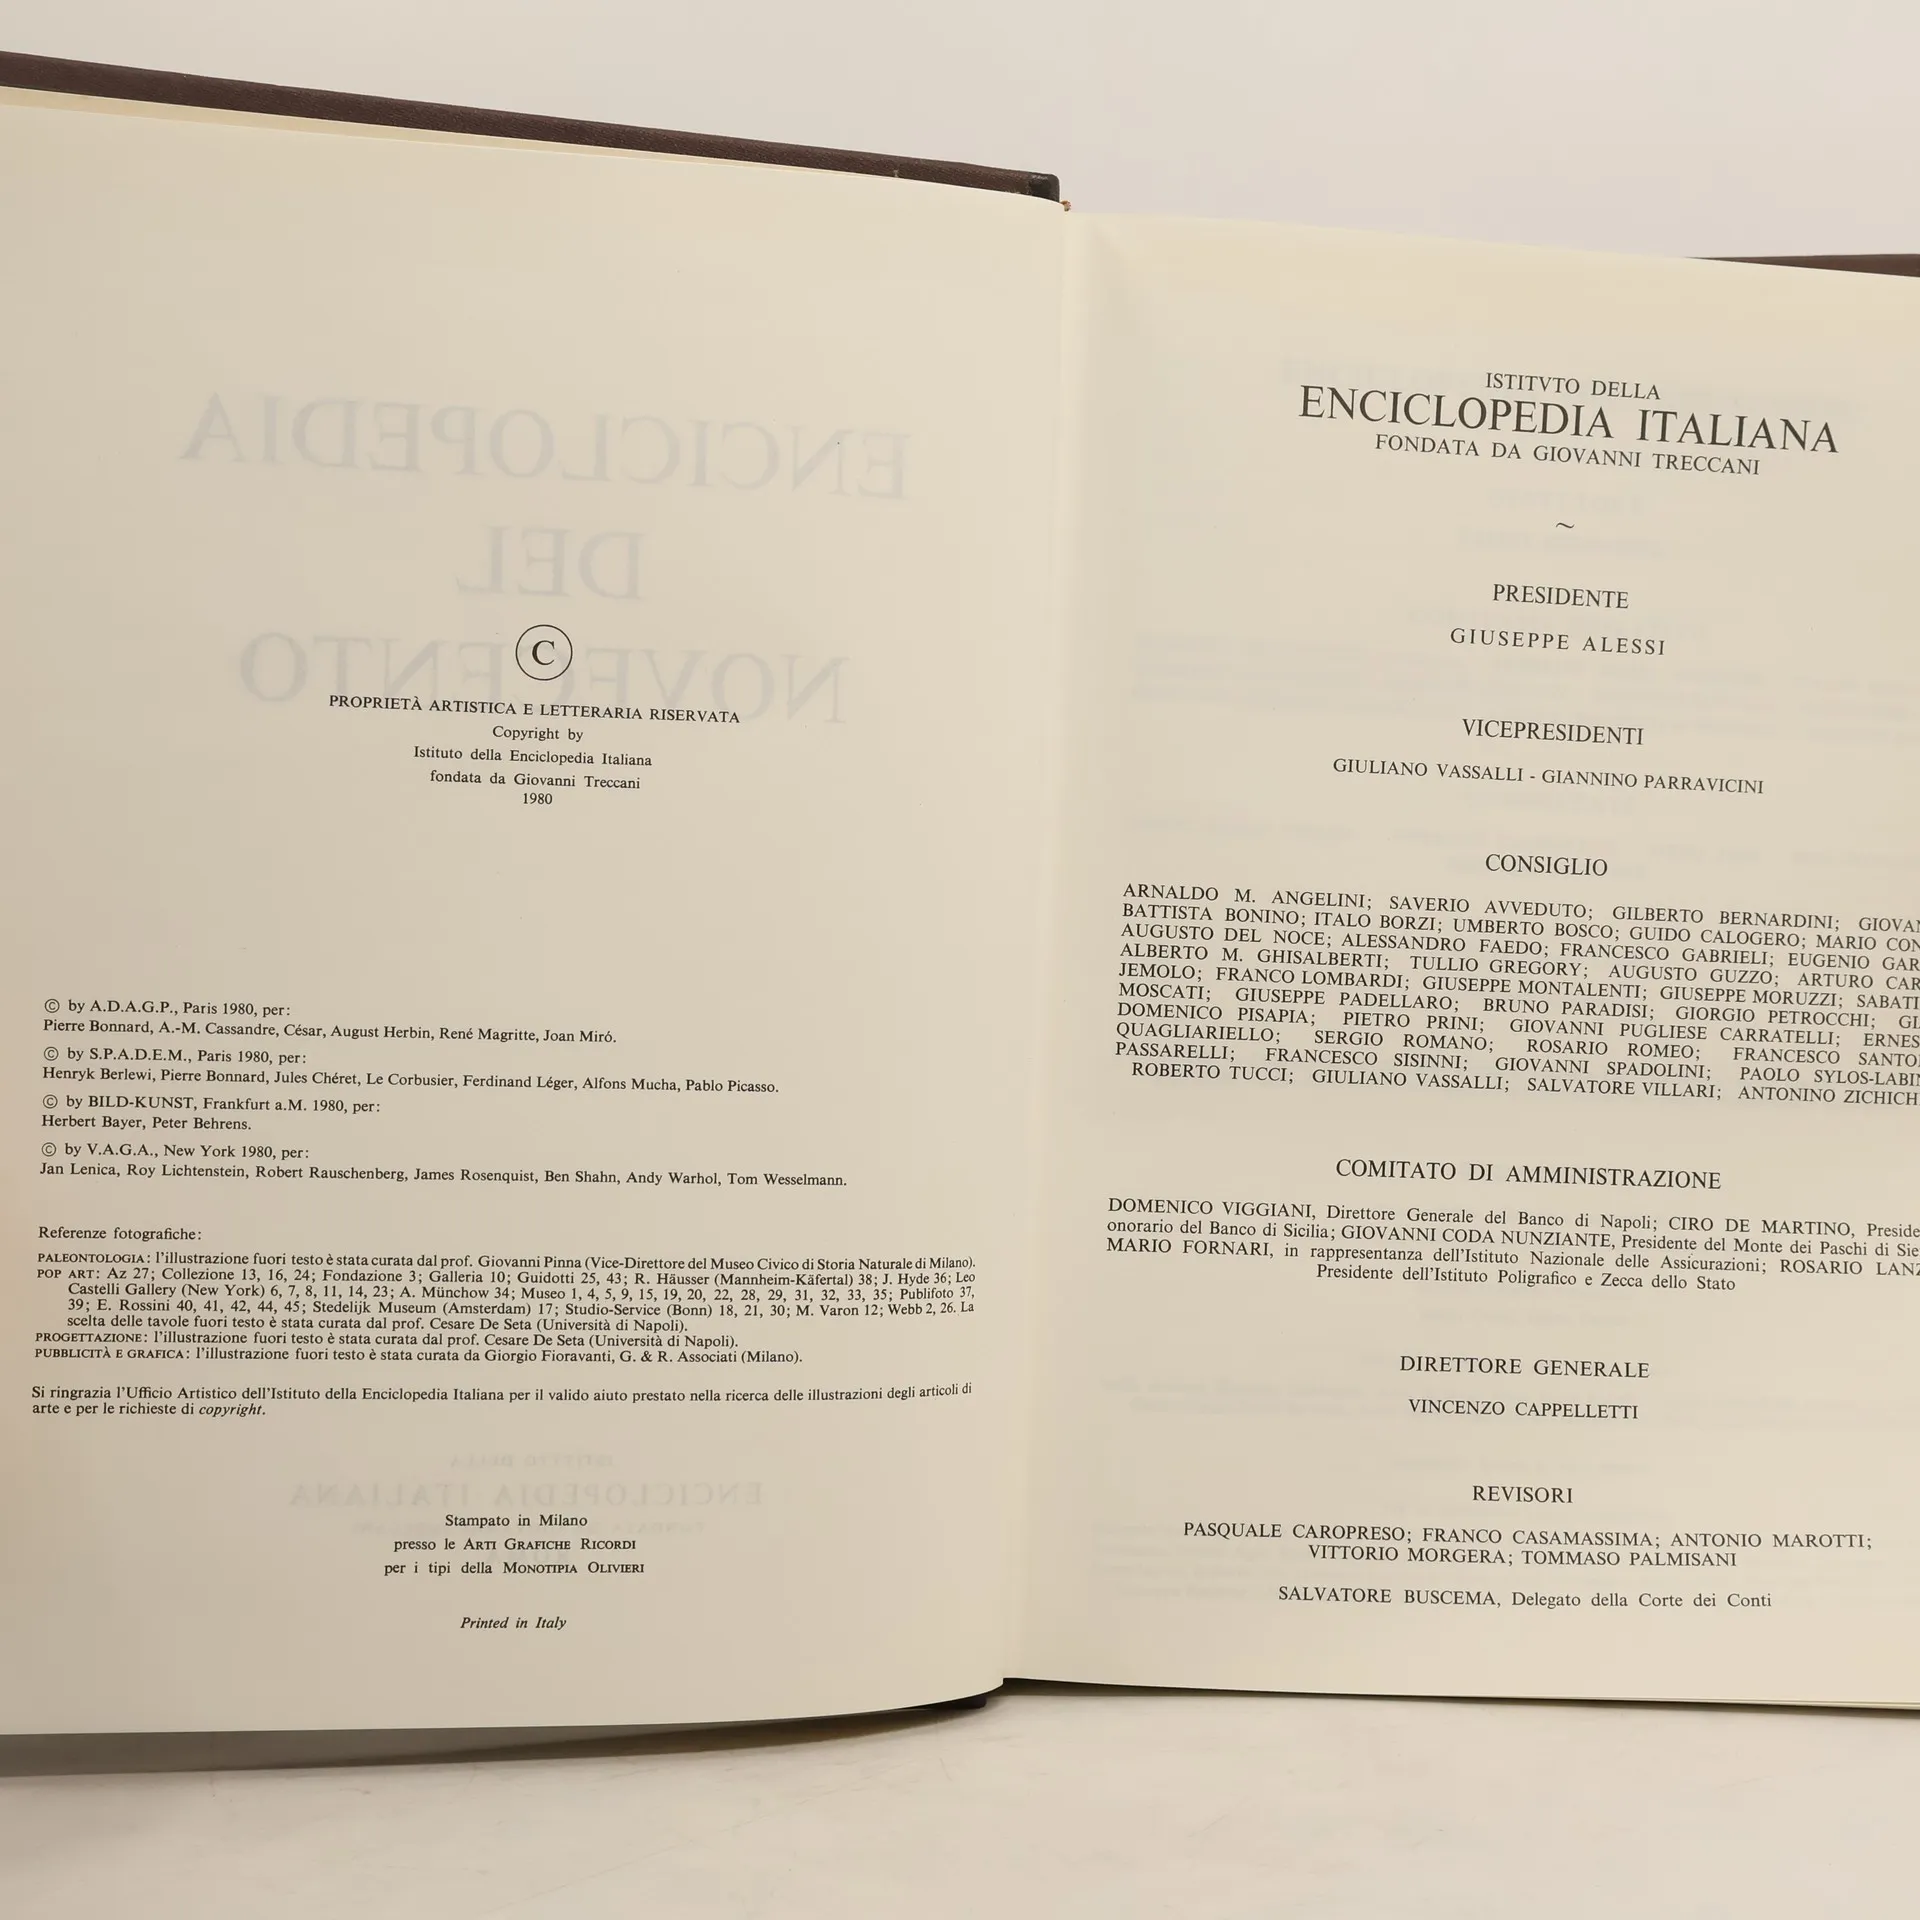 ENCICLOPEDIA
DEL
NOVECENTO
©
PROPRIETÀ ARTISTICA E LETTERARIA RISERVATA
Copyright by
Istituto della Enciclopedia Italiana
fondata da Giovanni Treccani
1980
© by A.D.A.G.P., Paris 1980, per:
Pierre Bonnard, A.-M. Cassandre, César, August Herbin, René Magritte, Joan Miró.
© by S.P.A.D.E.M., Paris 1980, per:
Henryk Berlewi, Pierre Bonnard, Jules Chéret, Le Corbusier, Ferdinand Léger, Alfons Mucha, Pablo Picasso.
© by BILD-KUNST, Frankfurt a.M. 1980, per:
Herbert Bayer, Peter Behrens.
© by V.A.G.A., New York 1980, per:
Jan Lenica, Roy Lichtenstein, Robert Rauschenberg, James Rosenquist, Ben Shahn, Andy Warhol, Tom Wesselmann.
Referenze fotografiche:
PALEONTOLOGIA: l'illustrazione fuori testo è stata curata dal prof. Giovanni Pinna (Vice-Direttore del Museo Civico di Storia Naturale di Milano).
POP ART: Az 27; Collezione 13, 16, 24; Fondazione 3; Galleria 10; Guidotti 25, 43; R. Häusser (Mannheim-Käfertal) 38; J. Hyde 36; Leo
Castelli Gallery (New York) 6, 7, 8, 11, 14, 23; A. Münchow 34; Museo 1, 4, 5, 9, 15, 19, 20, 22, 28, 29, 31, 32, 33, 35; Publifoto 37,
39; E. Rossini 40, 41, 42, 44, 45; Stedelijk Museum (Amsterdam) 17; Studio-Service (Bonn) 18, 21, 30; M. Varon 12; Webb 2, 26. La
scelta delle tavole fuori testo è stata curata dal prof. Cesare De Seta (Università di Napoli).
PROGETTAZIONE: l'illustrazione fuori testo è stata curata dal prof. Cesare De Seta (Università di Napoli).
PUBBLICITÀ E GRAFICA: l'illustrazione fuori testo è stata curata da Giorgio Fioravanti, G. & R. Associati (Milano).
Si ringrazia l'Ufficio Artistico dell'Istituto della Enciclopedia Italiana per il valido aiuto prestato nella ricerca delle illustrazioni degli articoli di
arte e per le richieste di copyright.
ISTITVTO DELLA
ENCICLOPEDIA ITALIANA
Stampato in Milano
presso le ARTI GRAFICHE RICORDI
per i tipi della MONOTIPIA OLIVIERI
Printed in Italy
ISTITVTO DELLA
ENCICLOPEDIA ITALIANA
FONDATA DA GIOVANNI TRECCANI
~
PRESIDENTE
GIUSEPPE ALESSI
VICEPRESIDENTI
GIULIANO VASSALLI - GIANNINO PARRAVICINI
CONSIGLIO
ARNALDO M. ANGELINI; SAVERIO AVVEDUTO; GILBERTO BERNARDINI; GIOVAN
BATTISTA BONINO; ITALO BORZI; UMBERTO BOSCO; GUIDO CALOGERO; MARIO CON
AUGUSTO DEL NOCE; ALESSANDRO FAEDO; FRANCESCO GABRIELI; EUGENIO GAR
ALBERTO M. GHISALBERTI; TULLIO GREGORY; AUGUSTO GUZZO; ARTURO CAR
JEMOLO; FRANCO LOMBARDI; GIUSEPPE MONTALENTI; GIUSEPPE MORUZZI; SABATI
MOSCATI; GIUSEPPE PADELLARO; BRUNO PARADISI; GIORGIO PETROCCHI; GI
DOMENICO PISAPIA; PIETRO PRINI; GIOVANNI PUGLIESE CARRATELLI; ERNES
QUAGLIARIELLO; SERGIO ROMANO; ROSARIO ROMEO; FRANCESCO SANTO
PASSARELLI; FRANCESCO SISINNI; GIOVANNI SPADOLINI; PAOLO SYLOS-LABIN
ROBERTO TUCCI; GIULIANO VASSALLI; SALVATORE VILLARI; ANTONINO ZICHICH
COMITATO DI AMMINISTRAZIONE
DOMENICO VIGGIANI, Direttore Generale del Banco di Napoli; CIRO DE MARTINO, Preside
onorario del Banco di Sicilia; GIOVANNI CODA NUNZIANTE, Presidente del Monte dei Paschi di Sie
MARIO FORNARI, in rappresentanza dell'Istituto Nazionale delle Assicurazioni; ROSARIO LANZ
Presidente dell'Istituto Poligrafico e Zecca dello Stato
DIRETTORE GENERALE
VINCENZO CAPPELLETTI
REVISORI
PASQUALE CAROPRESO; FRANCO CASAMASSIMA; ANTONIO MAROTTI;
VITTORIO MORGERA; TOMMASO PALMISANI
SALVATORE BUSCEMA, Delegato della Corte dei Conti